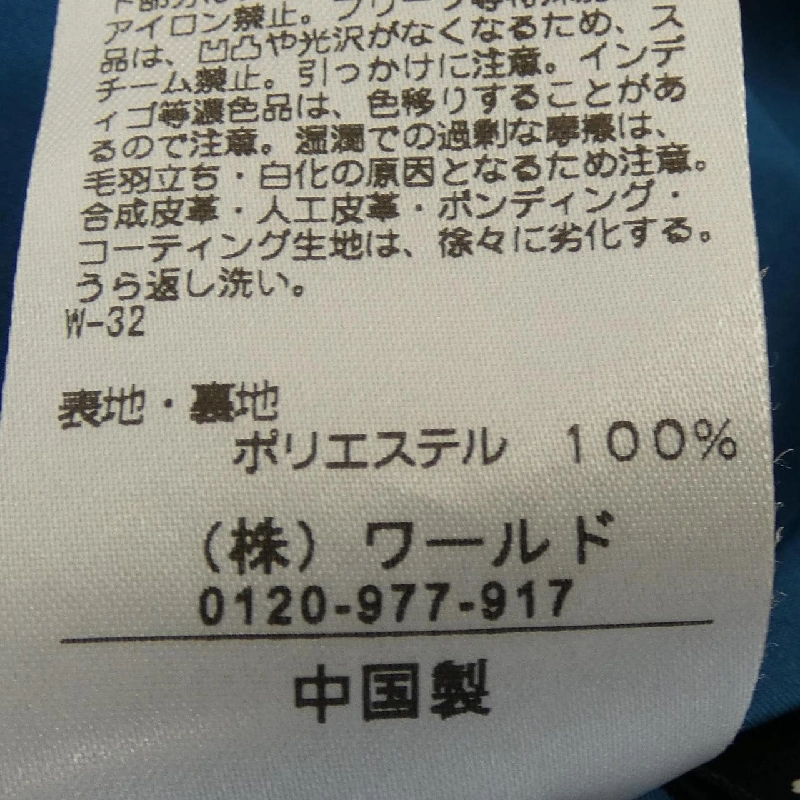 アイロン禁止。プリーツ等
品は、凹凸や光沢がなくなるため、ス
チーム禁止。引っかけに注意。インデ
ィゴ等濃色品は、色移りすることがあ
るので注意。湿潤での過剰な摩擦は、
毛羽立ち・白化の原因となるため注意。
合成皮革・人工皮革・ボンディング・
コーティング生地は、徐々に劣化する。
うら返し洗い。
W-32
表地・裏地
ポリエステル 100%
(株) ワールド
0120-977-917
中国製